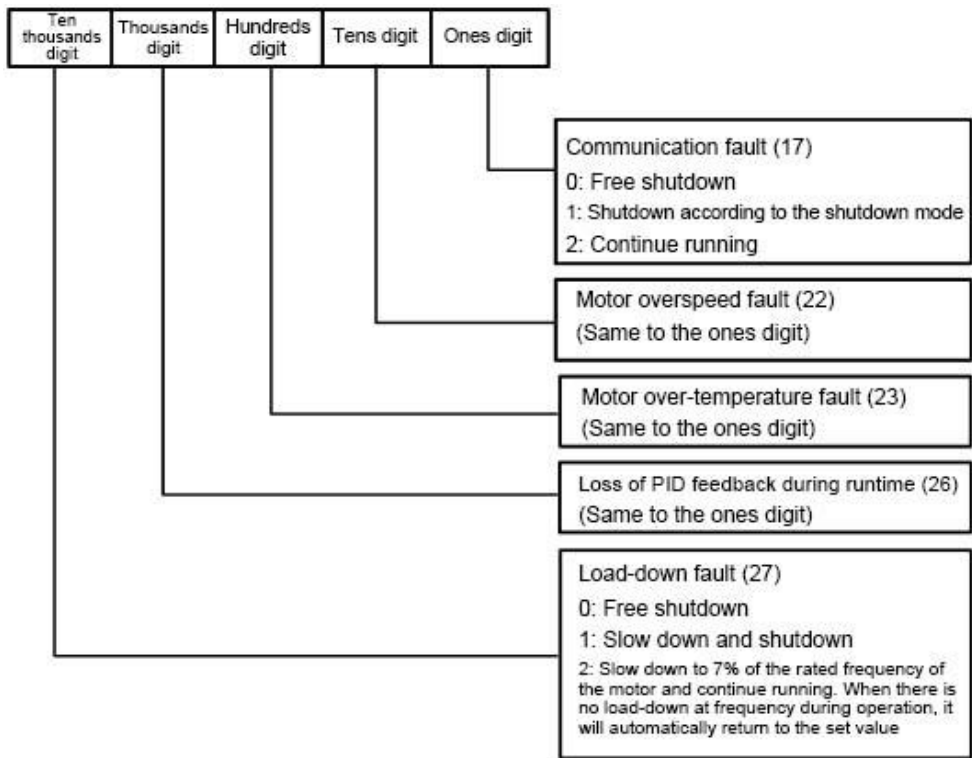 Ten
thousands
digit
Thousands
digit
Hundreds
digit
Tens digit
Ones digit
Communication fault (17)
0: Free shutdown
1: Shutdown according to the shutdown mode
2: Continue running
Motor overspeed fault (22)
(Same to the ones digit)
Motor over-temperature fault (23)
(Same to the ones digit)
Loss of PID feedback during runtime (26)
(Same to the ones digit)
Load-down fault (27)
0: Free shutdown
1: Slow down and shutdown
2: Slow down to 7% of the rated frequency of
the motor and continue running. When there is
no load-down at frequency during operation, it
will automatically return to the set value